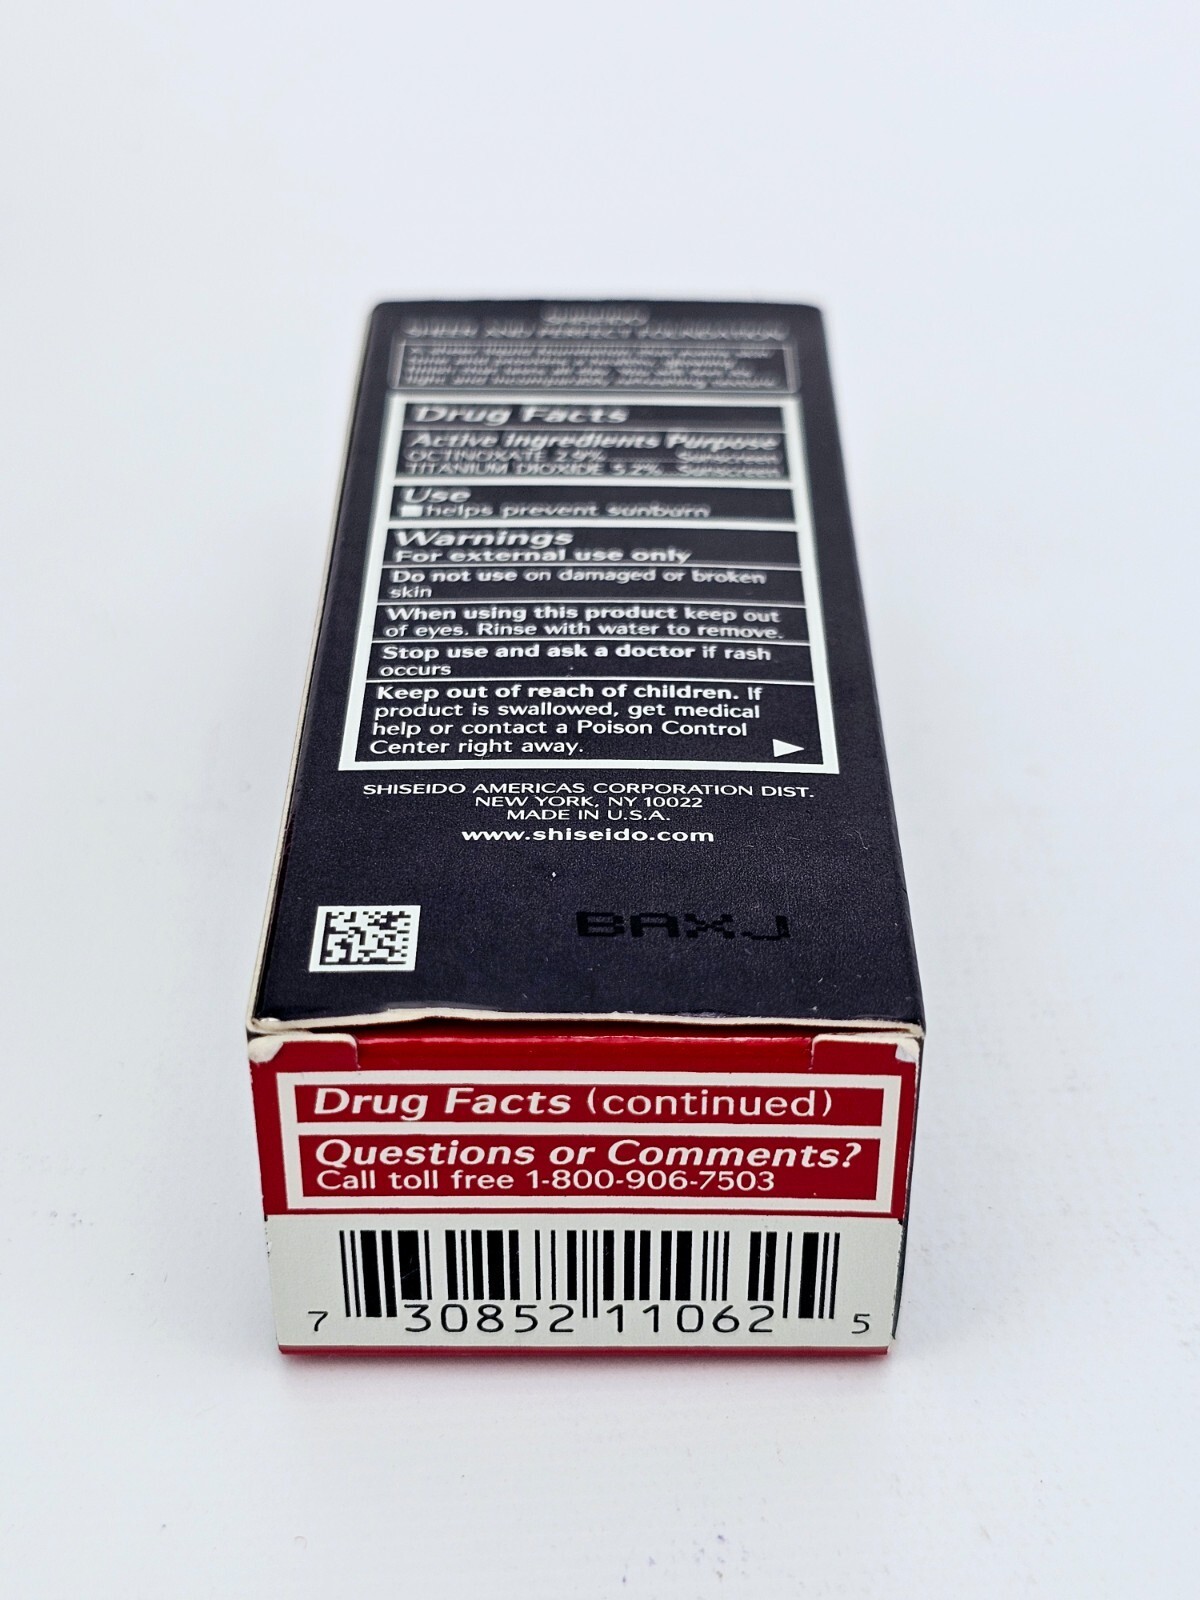 SHISEIDO
SHEER AND PERFECT FOUNDATION
Drug Facts
Active ingredients Purpose
OCTINOXATE 2.9% Sunscreen
TITANIUM DIOXIDE 5.2%...Sunscreen
Use
helps prevent sunburn
Warnings
For external use only
Do not use on damaged or broken
skin
When using this product keep out
of eyes. Rinse with water to remove.
Stop use and ask a doctor if rash
occurs
Keep out of reach of children. If
product is swallowed, get medical
help or contact a Poison Control
Center right away.
SHISEIDO AMERICAS CORPORATION DIST.
NEW YORK, NY 10022
MADE IN U.S.A.
www.shiseido.com
BAXJ
Drug Facts (continued)
Questions or Comments?
Call toll free 1-800-906-7503
7 30852 11062 5